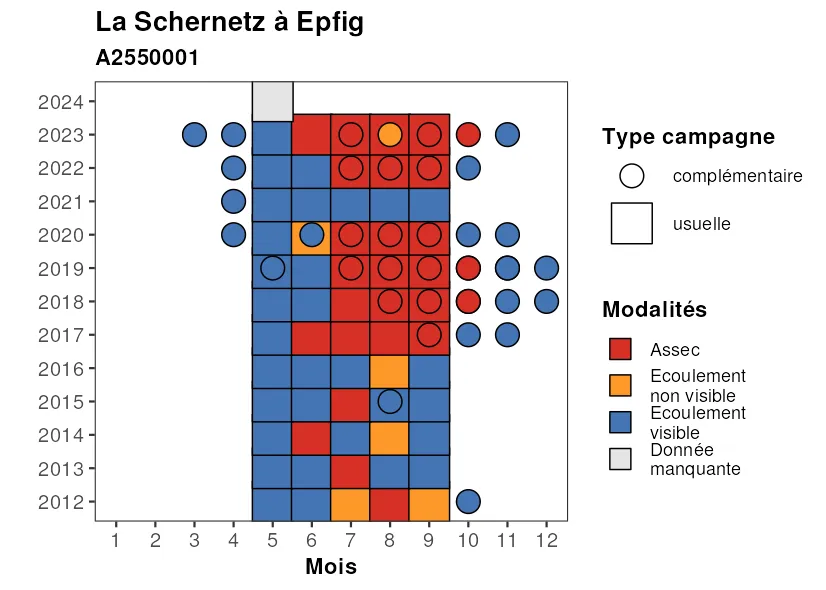 La Schernetz à Epfig
A2550001
2024
2023
2022
2021
2020
2019
2018
2017
2016
2015
2014
2013
2012
1 2 3 4 5 6 7 8 9 10 11 12
Mois
Type campagne
complémentaire
usuelle
Modalités
Assec
Ecoulement
non visible
Ecoulement
visible
Donnée
manquante